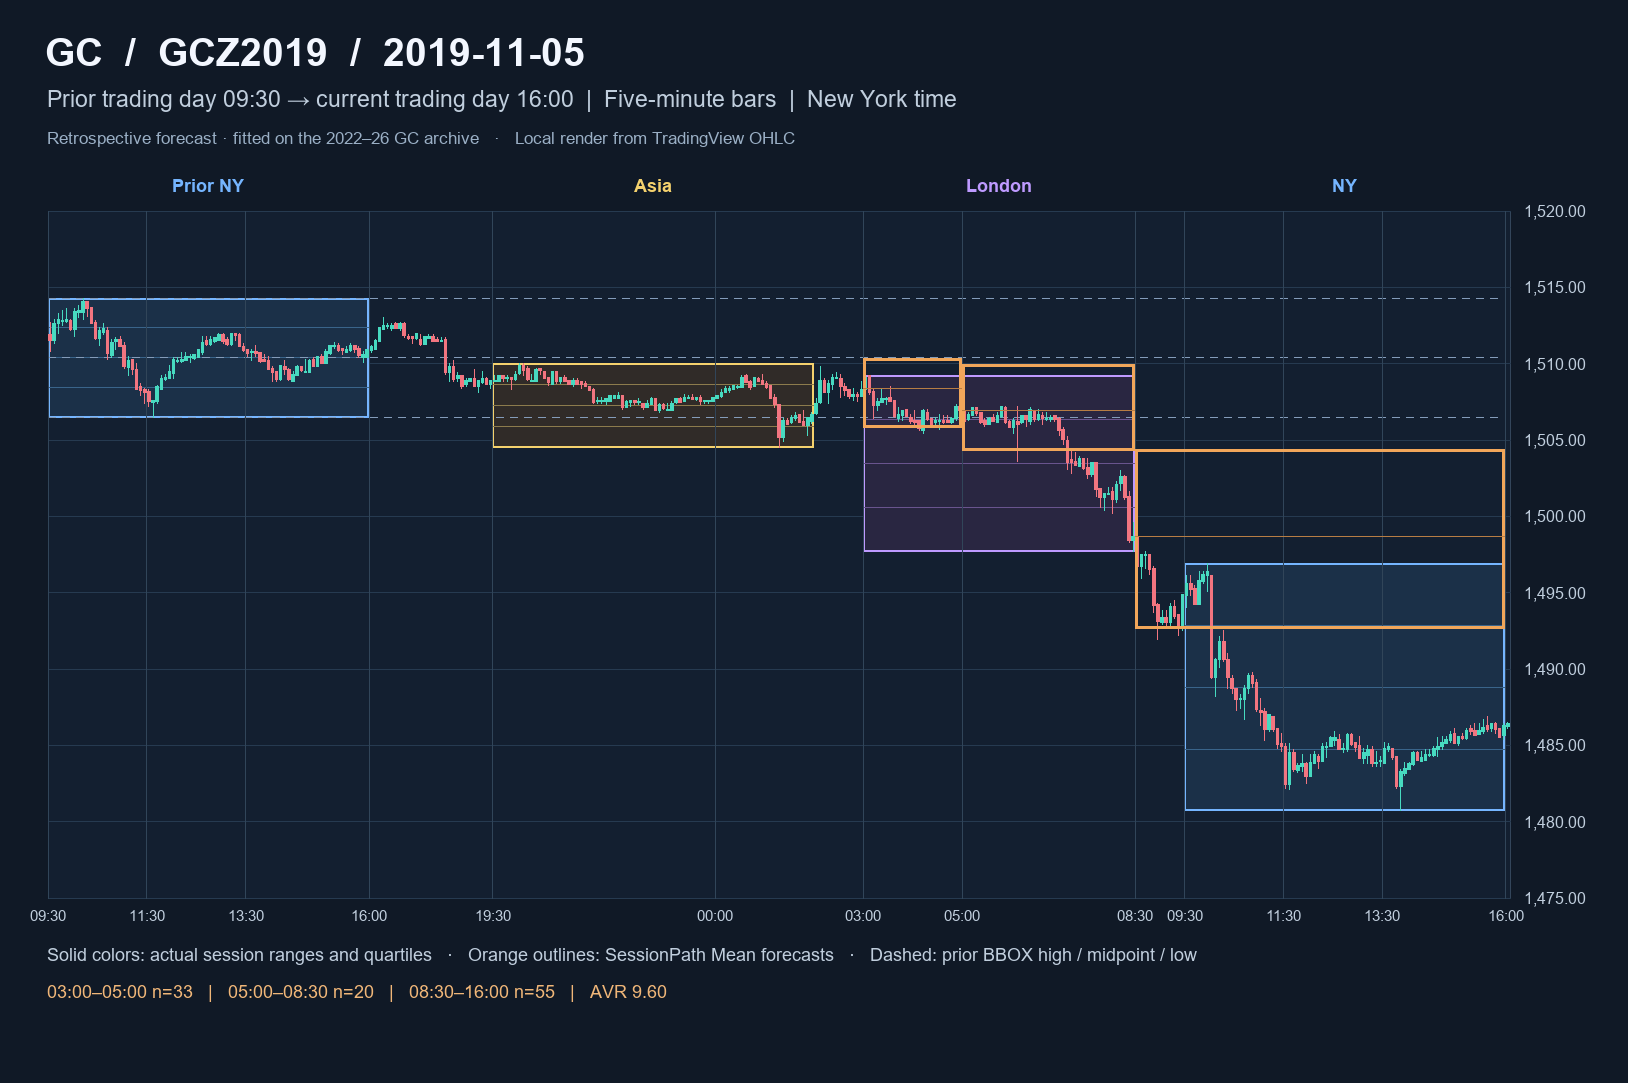 GC / GCZ2019 / 2019-11-05
Prior trading day 09:30 → current trading day 16:00 | Five-minute bars | New York time
Retrospective forecast · fitted on the 2022–26 GC archive · Local render from TradingView OHLC
Prior NY Asia London NY
1,520.00
1,515.00
1,510.00
1,505.00
1,500.00
1,495.00
1,490.00
1,485.00
1,480.00
1,475.00
09:30 11:30 13:30 16:00 19:30 00:00 03:00 05:00 08:30 09:30 11:30 13:30 16:00
Solid colors: actual session ranges and quartiles · Orange outlines: SessionPath Mean forecasts · Dashed: prior BBOX high / midpoint / low
03:00–05:00 n=33 | 05:00–08:30 n=20 | 08:30–16:00 n=55 | AVR 9.60